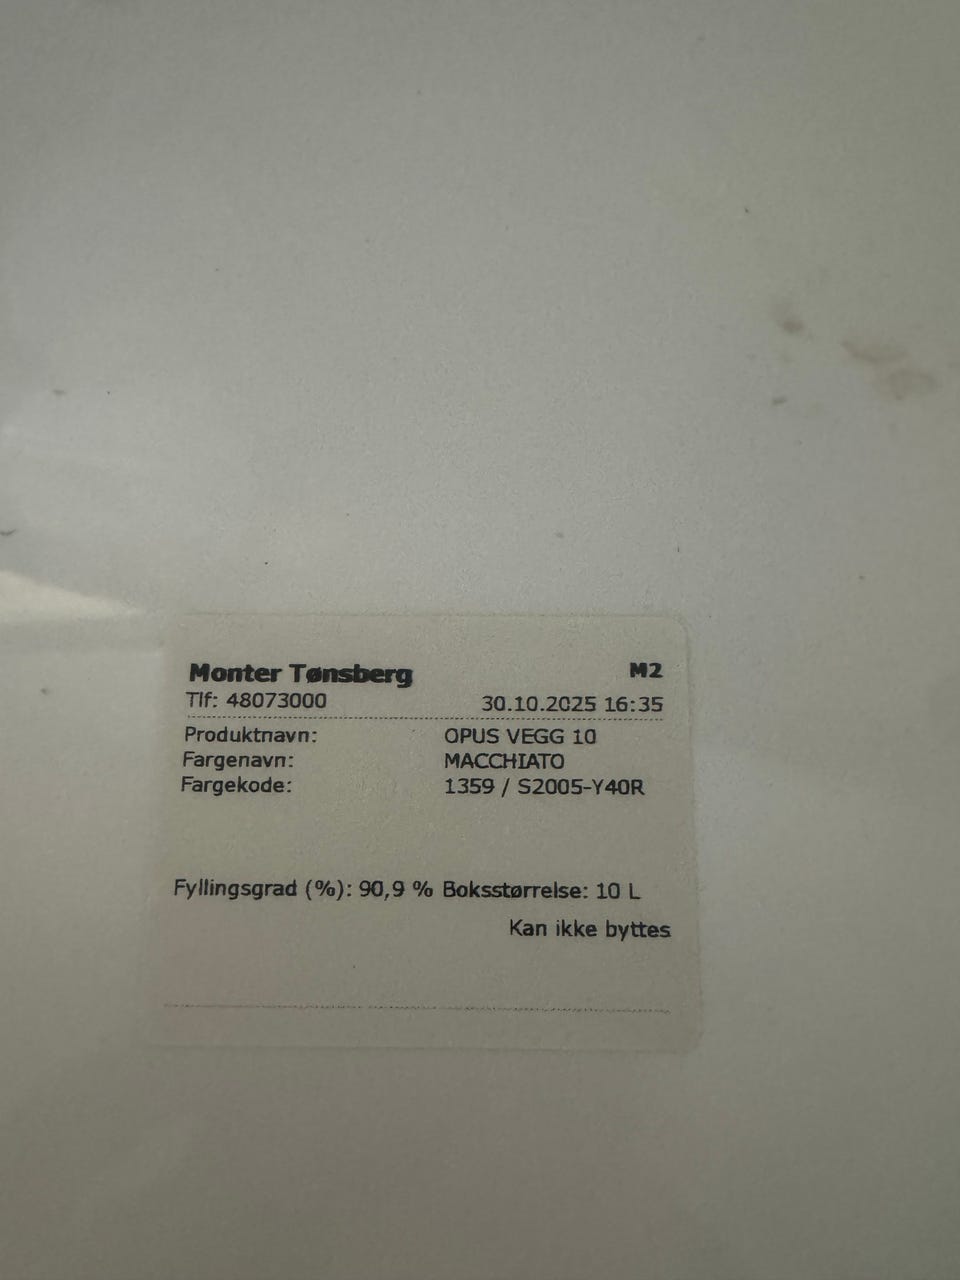 Monter Tønsberg M2
Tlf: 48073000 30.10.2025 16:35
Produktnavn: OPUS VEGG 10
Fargenavn: MACCHIATO
Fargekode: 1359 / S2005-Y40R
Fyllingsgrad (%): 90,9 % Boksstørrelse: 10 L
Kan ikke byttes